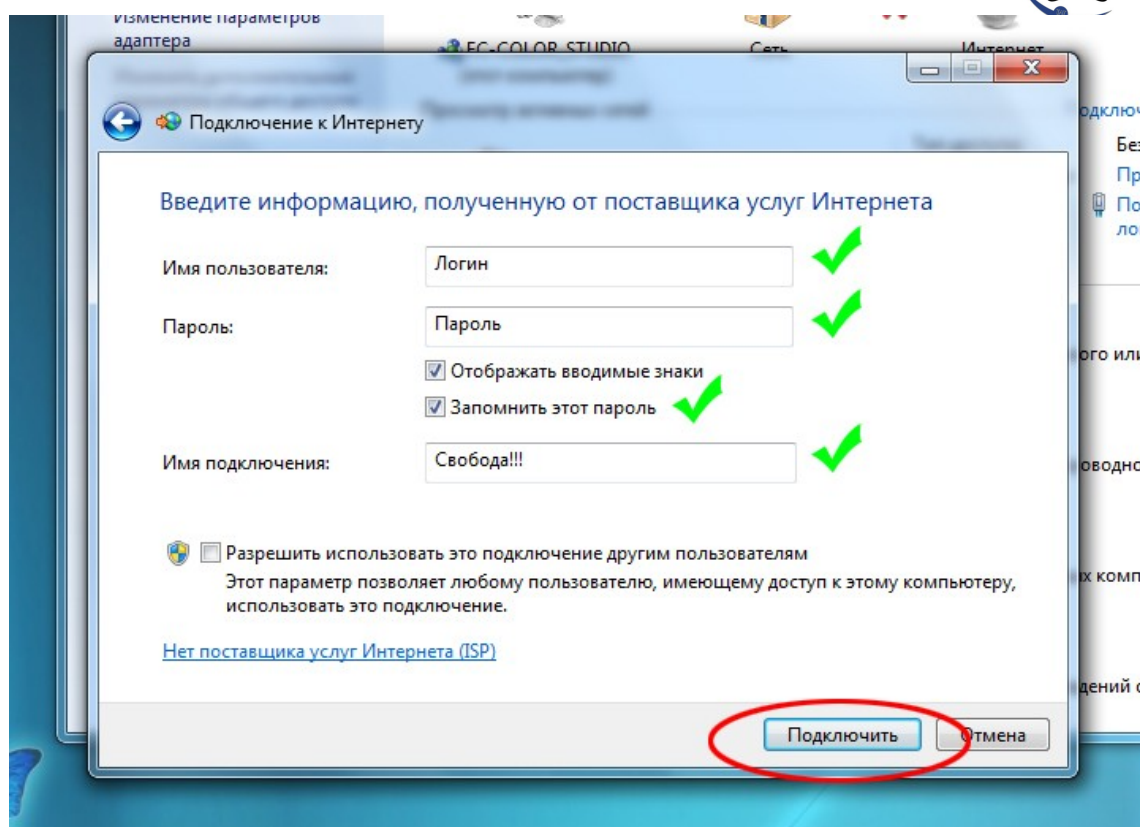 Изменение параметров
адаптера
EC-COLOR_STUDIO
Сеть
Интернет
Подключение к Интернету
Введите информацию, полученную от поставщика услуг Интернета
Имя пользователя:
Логин
Пароль:
Пароль
Отображать вводимые знаки
Запомнить этот пароль
Имя подключения:
Свобода!!!
Разрешить использовать это подключение другим пользователям
Этот параметр позволяет любому пользователю, имеющему доступ к этому компьютеру,
использовать это подключение.
Нет поставщика услуг Интернета (ISP)
Подключить
Отмена